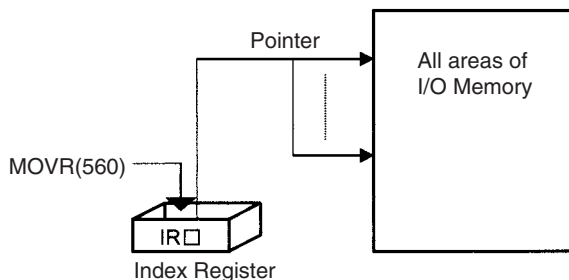 Pointer
All areas of
I/O Memory
MOVR(560)
IR□
Index Register